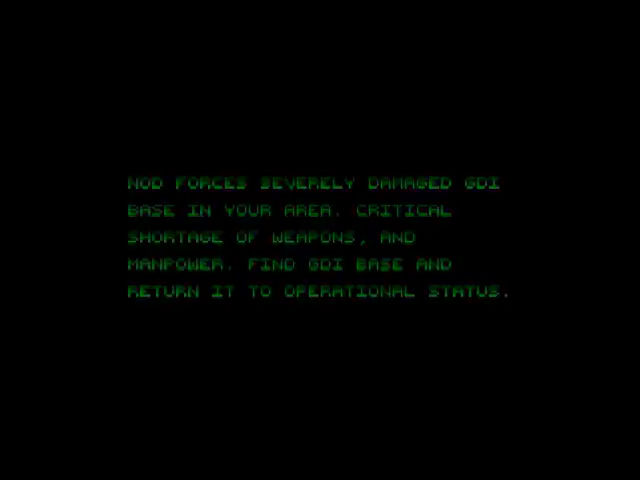 NOD FORCES SEVERELY DAMAGED GDI
BASE IN YOUR AREA. CRITICAL
SHORTAGE OF WEAPONS, AND
MANPOWER. FIND GDI BASE AND
RETURN IT TO OPERATIONAL STATUS.